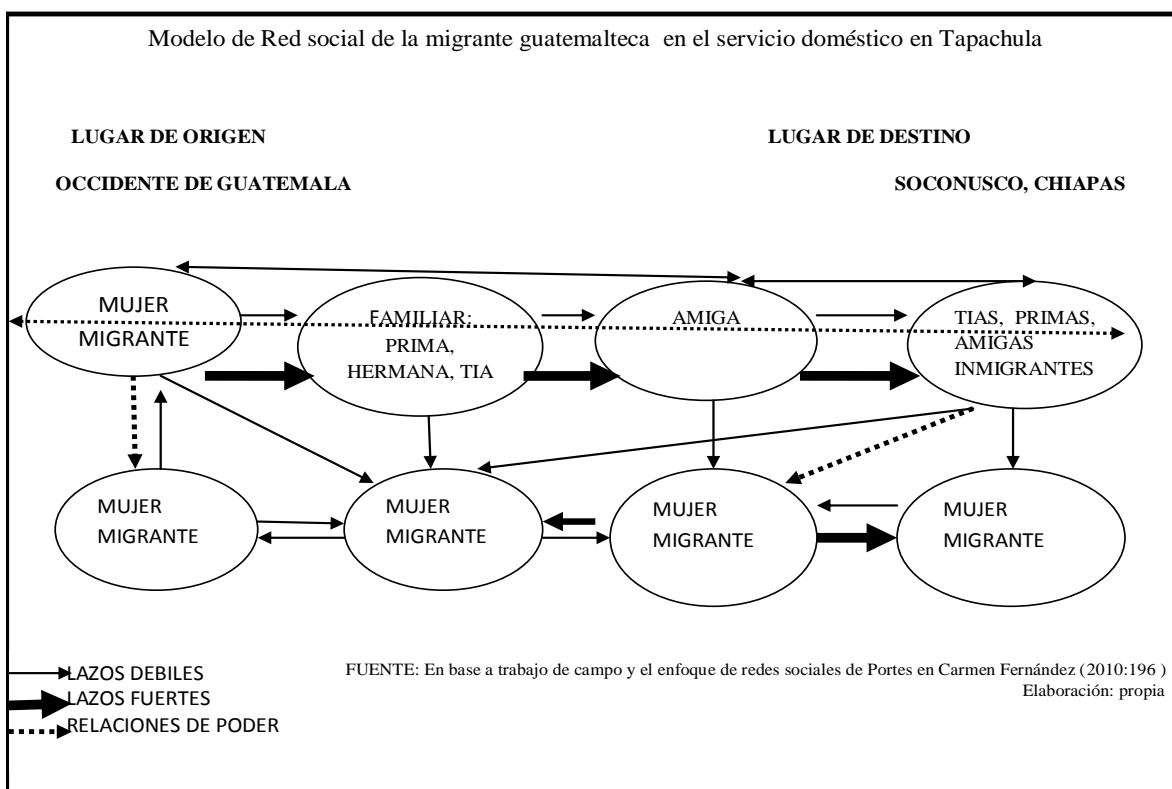 Modelo de Red social de la migrante guatemalteca en el servicio doméstico en Tapachula
LUGAR DE ORIGEN
LUGAR DE DESTINO
OCCIDENTE DE GUATEMALA
SOCONUSCO, CHIAPAS
MUJER
MIGRANTE
FAMILIAR:
PRIMA,
HERMANA, TIA
AMIGA
TIAS, PRIMAS,
AMIGAS
INMIGRANTES
MUJER
MIGRANTE
MUJER
MIGRANTE
MUJER
MIGRANTE
MUJER
MIGRANTE
LAZOS DEBILES
LAZOS FUERTES
RELACIONES DE PODER
FUENTE: En base a trabajo de campo y el enfoque de redes sociales de Portes en Carmen Fernández (2010:196 )
Elaboración: propia